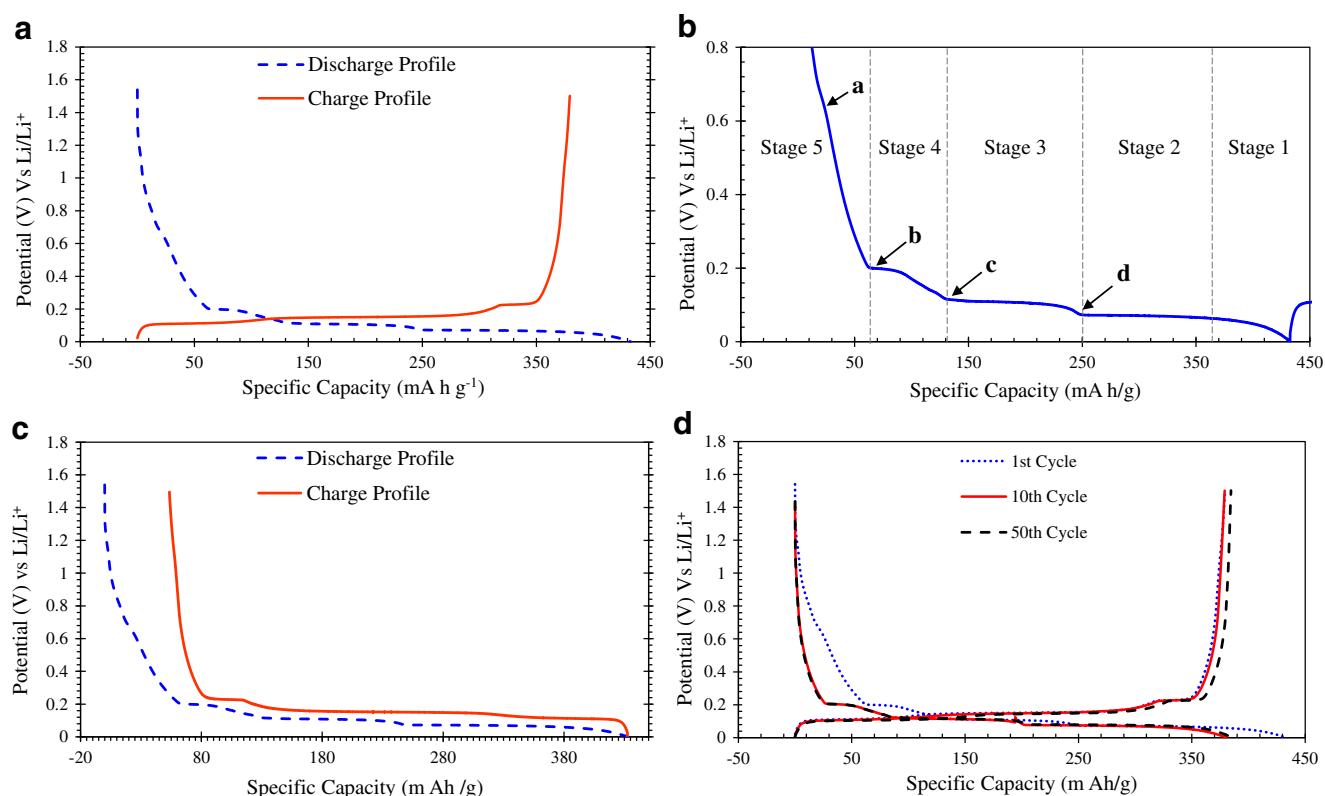 a
1.8
1.6
1.4
1.2
1
0.8
0.6
0.4
0.2
0
Potential (V) Vs Li/Li⁺
Discharge Profile
Charge Profile
-50 50 150 250 350 450
Specific Capacity (mA h g⁻¹)
b
0.8
0.6
0.4
0.2
0
Potential (V) Vs Li/Li⁺
a
Stage 5 Stage 4 Stage 3 Stage 2 Stage 1
b
c
d
-50 50 150 250 350 450
Specific Capacity (mA h/g)
c
1.8
1.6
1.4
1.2
1
0.8
0.6
0.4
0.2
0
Potential (V) vs Li/Li⁺
Discharge Profile
Charge Profile
-20 80 180 280 380
Specific Capacity (m Ah /g)
d
1.8
1.6
1.4
1.2
1
0.8
0.6
0.4
0.2
0
Potential (V) Vs Li/Li⁺
1st Cycle
10th Cycle
50th Cycle
-50 50 150 250 350 450
Specific Capacity (m Ah/g)